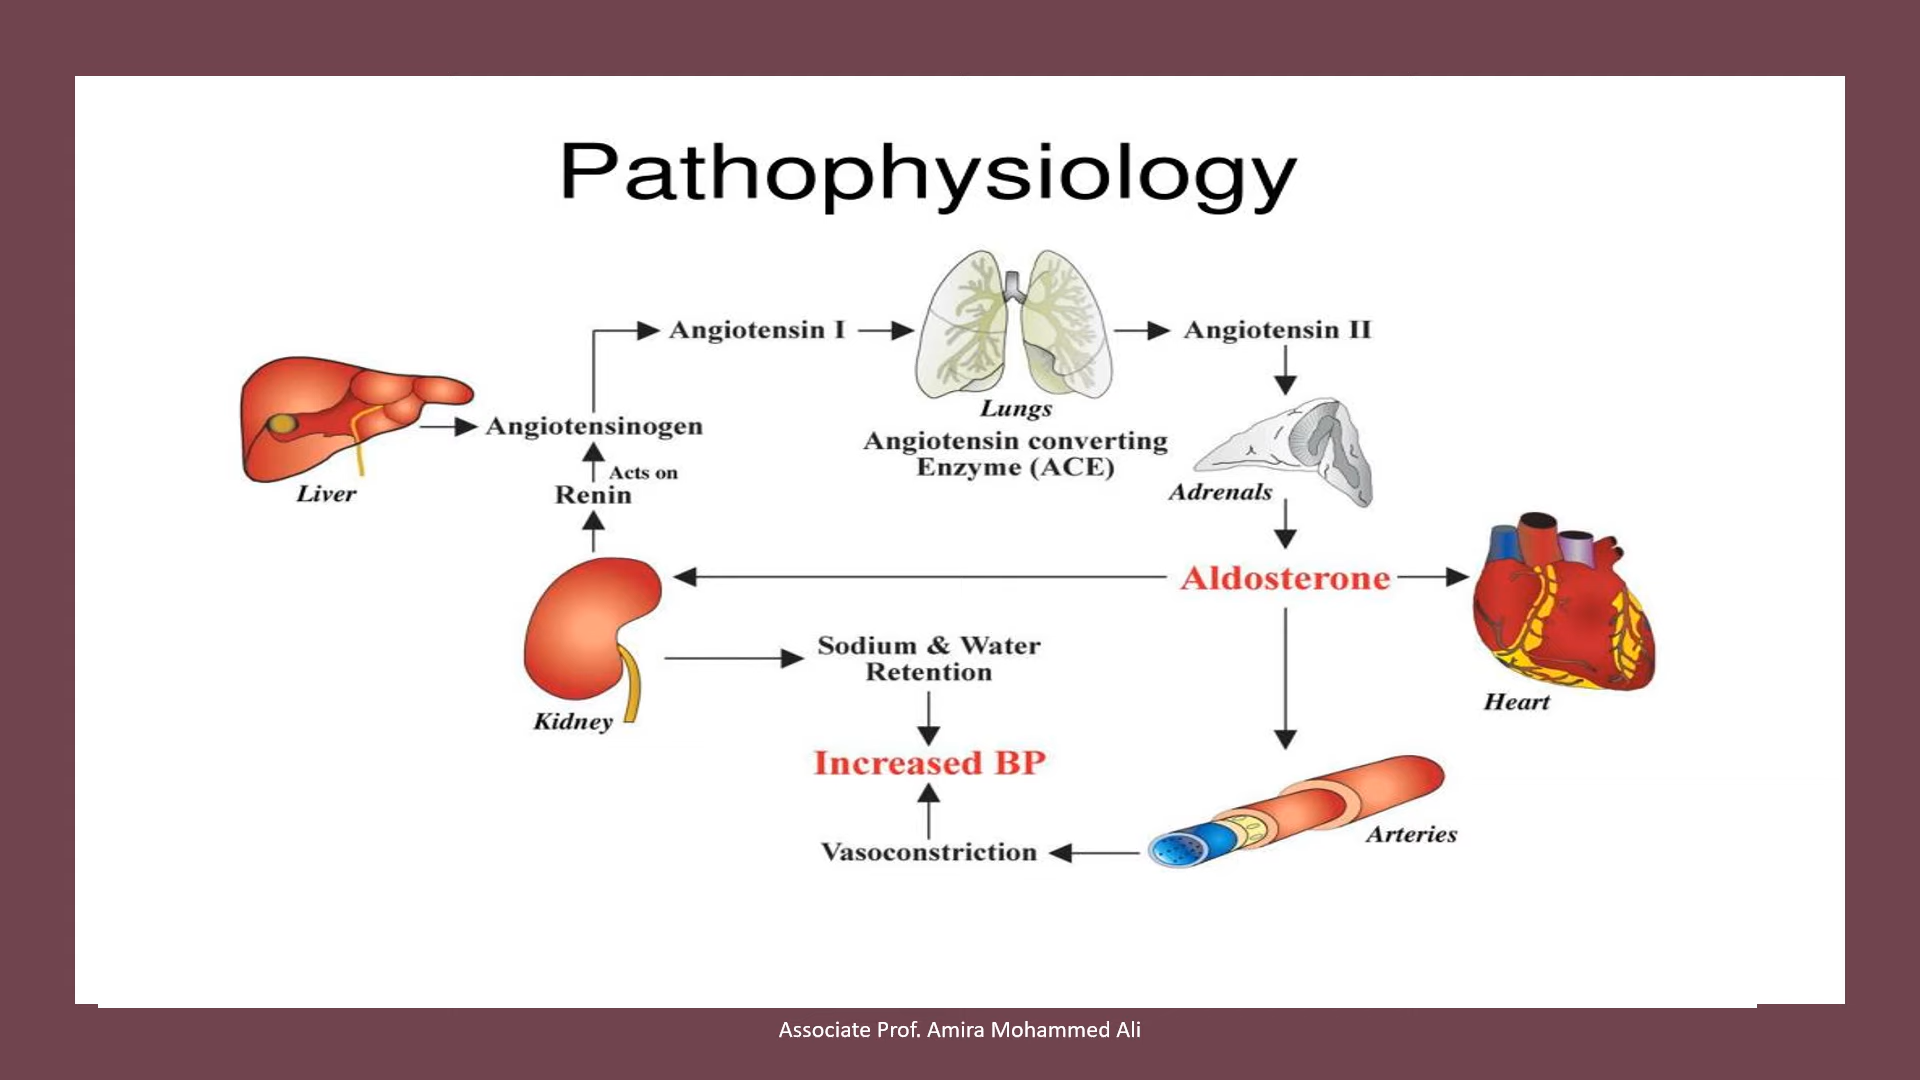 Pathophysiology
Angiotensin I
Angiotensin II
Lungs
Angiotensin converting
Enzyme (ACE)
Angiotensinogen
Acts on
Renin
Liver
Adrenals
Aldosterone
Sodium & Water
Retention
Heart
Kidney
Increased BP
Arteries
Vasoconstriction
Associate Prof. Amira Mohammed Ali